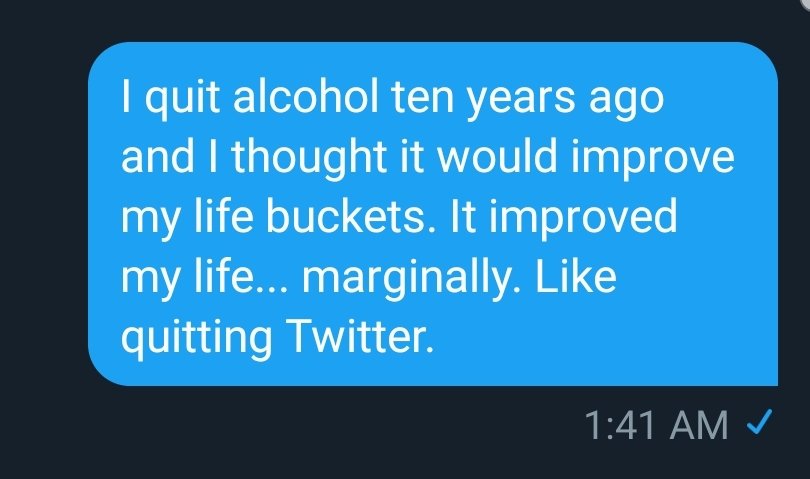 I quit alcohol ten years ago
and I thought it would improve
my life buckets. It improved
my life... marginally. Like
quitting Twitter.
1:41 AM ✓